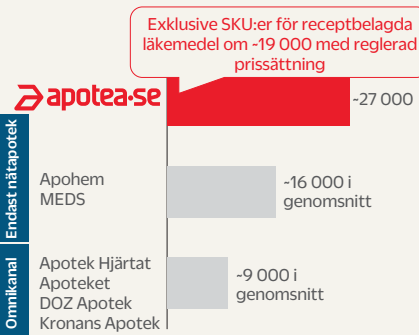 Exklusive SKU:er för receptbelagda
läkemedel om ~19 000 med reglerad
prissättning
apotea.se
~27 000
Endast nätapotek
Apohem
MEDS
~16 000 i
genomsnitt
Omnikanal
Apotek Hjärtat
Apoteket
DOZ Apotek
Kronans Apotek
~9 000 i
genomsnitt